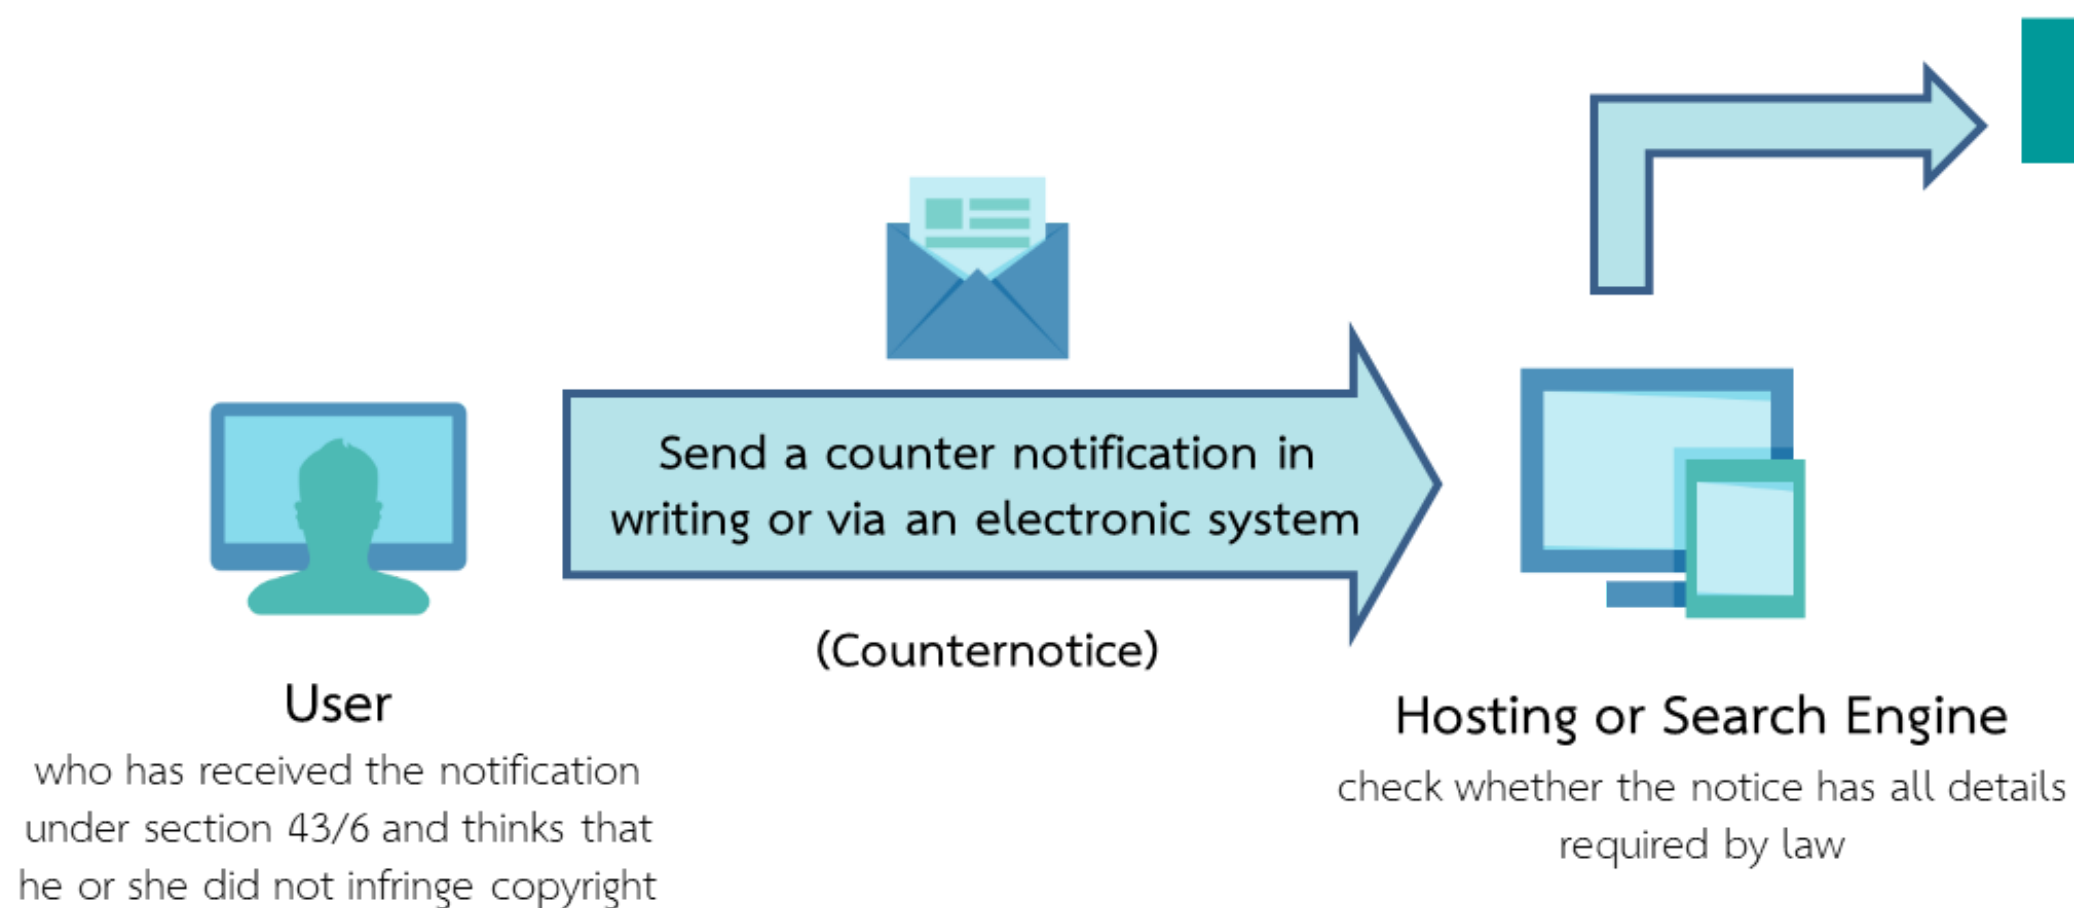 Send a counter notification in
writing or via an electronic system
(Counternotice)
User
who has received the notification
under section 43/6 and thinks that
he or she did not infringe copyright
Hosting or Search Engine
check whether the notice has all details
required by law